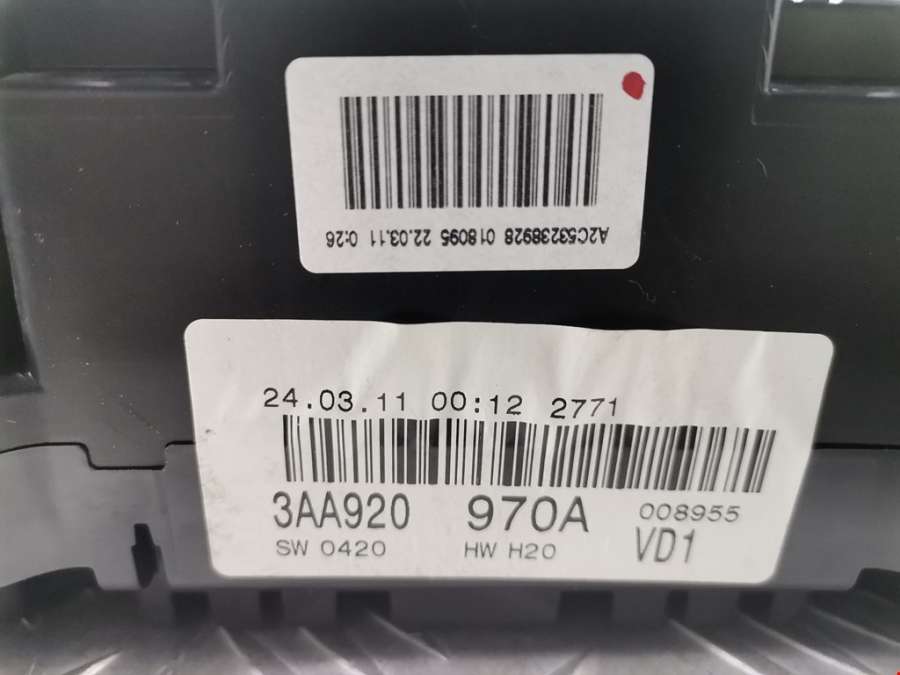 A2C53238928 018095 22.03.11 0:26
24.03.11 00:12 2771
3AA920 970A 008955
SW 0420 HW H20 VD1